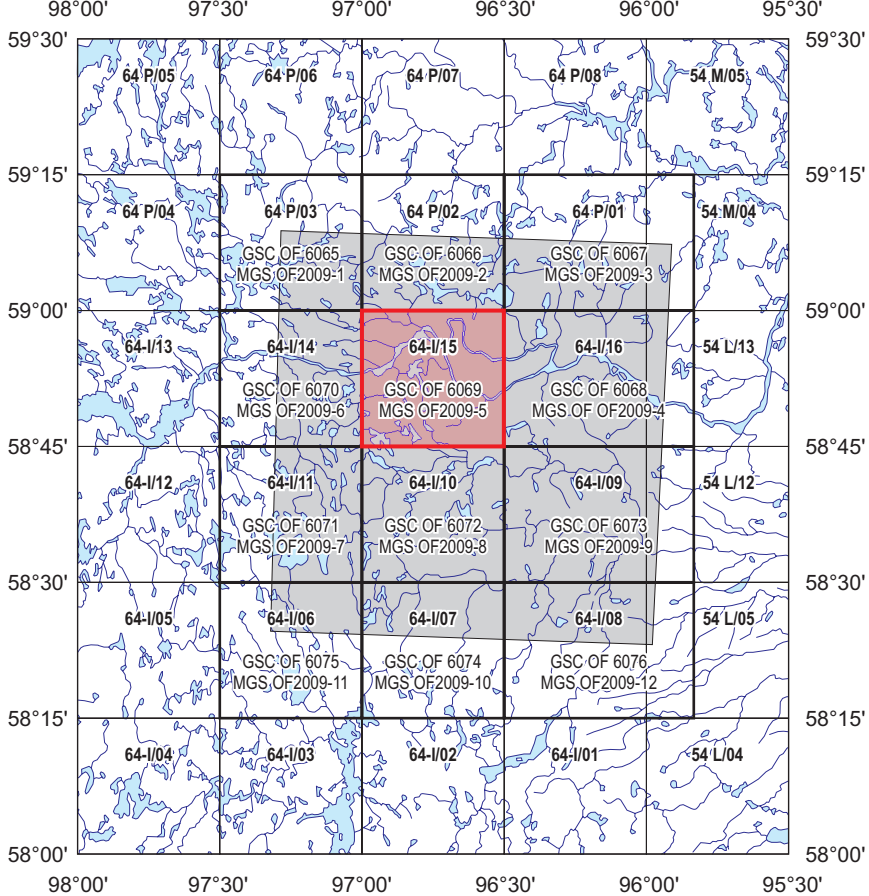 98°00' 97°30' 97°00' 96°30' 96°00' 95°30'
59°30' 59°30'
64 P/05 64 P/06 64 P/07 64 P/08 54 M/05
59°15' 59°15'
64 P/04 64 P/03 64 P/02 64 P/01 54 M/04
GSC OF 6065 GSC OF 6066 GSC OF 6067
MGS OF2009-1 MGS OF2009-2 MGS OF2009-3
59°00' 59°00'
64-I/13 64-I/14 64-I/15 64-I/16 54 L/13
GSC OF 6070 GSC OF 6069 GSC OF 6068
MGS OF2009-6 MGS OF2009-5 MGS OF OF2009-4
58°45' 58°45'
64-I/12 64-I/11 64-I/10 64-I/09 54 L/12
GSC OF 6071 GSC OF 6072 GSC OF 6073
MGS OF2009-7 MGS OF2009-8 MGS OF2009-9
58°30' 58°30'
64-I/05 64-I/06 64-I/07 64-I/08 54 L/05
GSC OF 6075 GSC OF 6074 GSC OF 6076
MGS OF2009-11 MGS OF2009-10 MGS OF2009-12
58°15' 58°15'
64-I/04 64-I/03 64-I/02 64-I/01 54 L/04
58°00' 58°00'
98°00' 97°30' 97°00' 96°30' 96°00' 95°30'